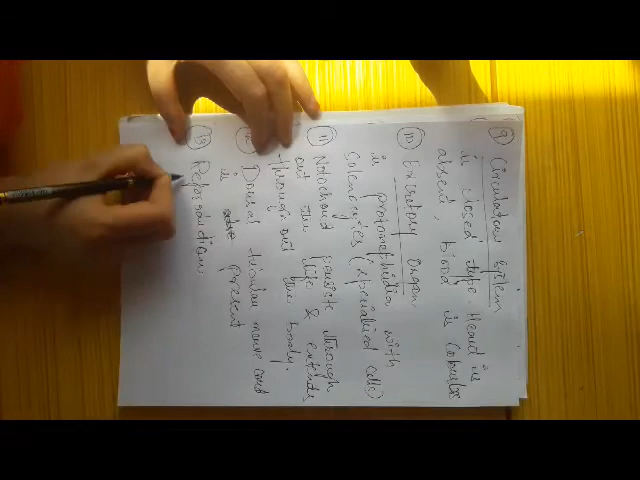 9 Circulatory System
is closed type Heart is
absent, blood is colourless
10 Excretory Organ
is protonephridia with
Solenocytes (specialized cells)
11 Notochord persists through
out the life & extends
throughout the body.
12 Dorsal tubular nerve cord
is present
13